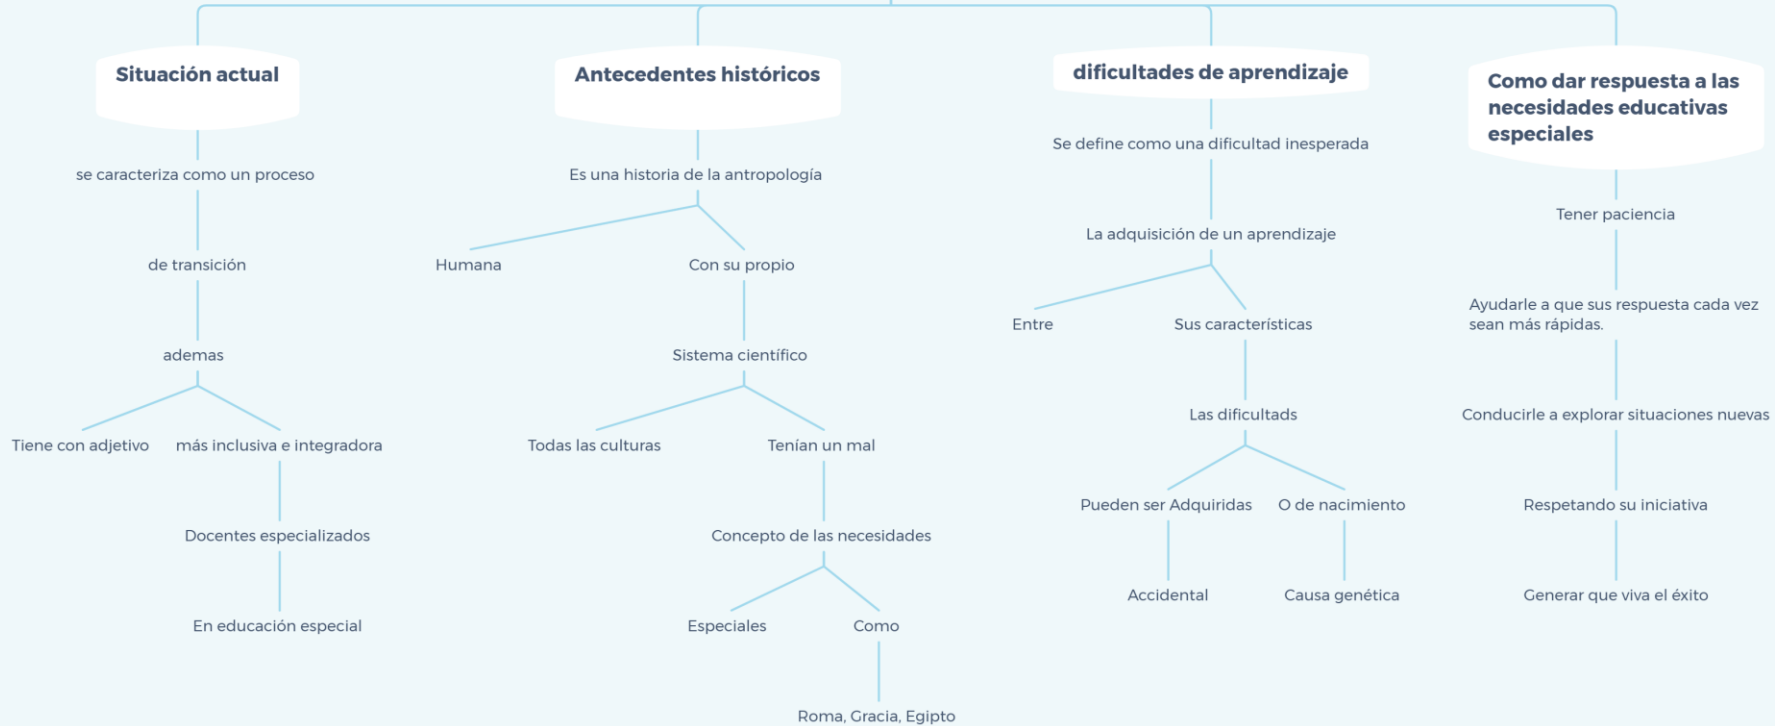 Situación actual
se caracteriza como un proceso
de transición
ademas
Tiene con adjetivo
más inclusiva e integradora
Docentes especializados
En educación especial
Antecedentes históricos
Es una historia de la antropología
Humana
Con su propio
Sistema científico
Todas las culturas
Tenían un mal
Concepto de las necesidades
Especiales
Como
Roma, Gracia, Egipto
dificultades de aprendizaje
Se define como una dificultad inesperada
La adquisición de un aprendizaje
Entre
Sus características
Las dificultads
Pueden ser Adquiridas
O de nacimiento
Accidental
Causa genética
Como dar respuesta a las
necesidades educativas
especiales
Tener paciencia
Ayudarle a que sus respuesta cada vez
sean más rápidas.
Conducirle a explorar situaciones nuevas
Respetando su iniciativa
Generar que viva el éxito